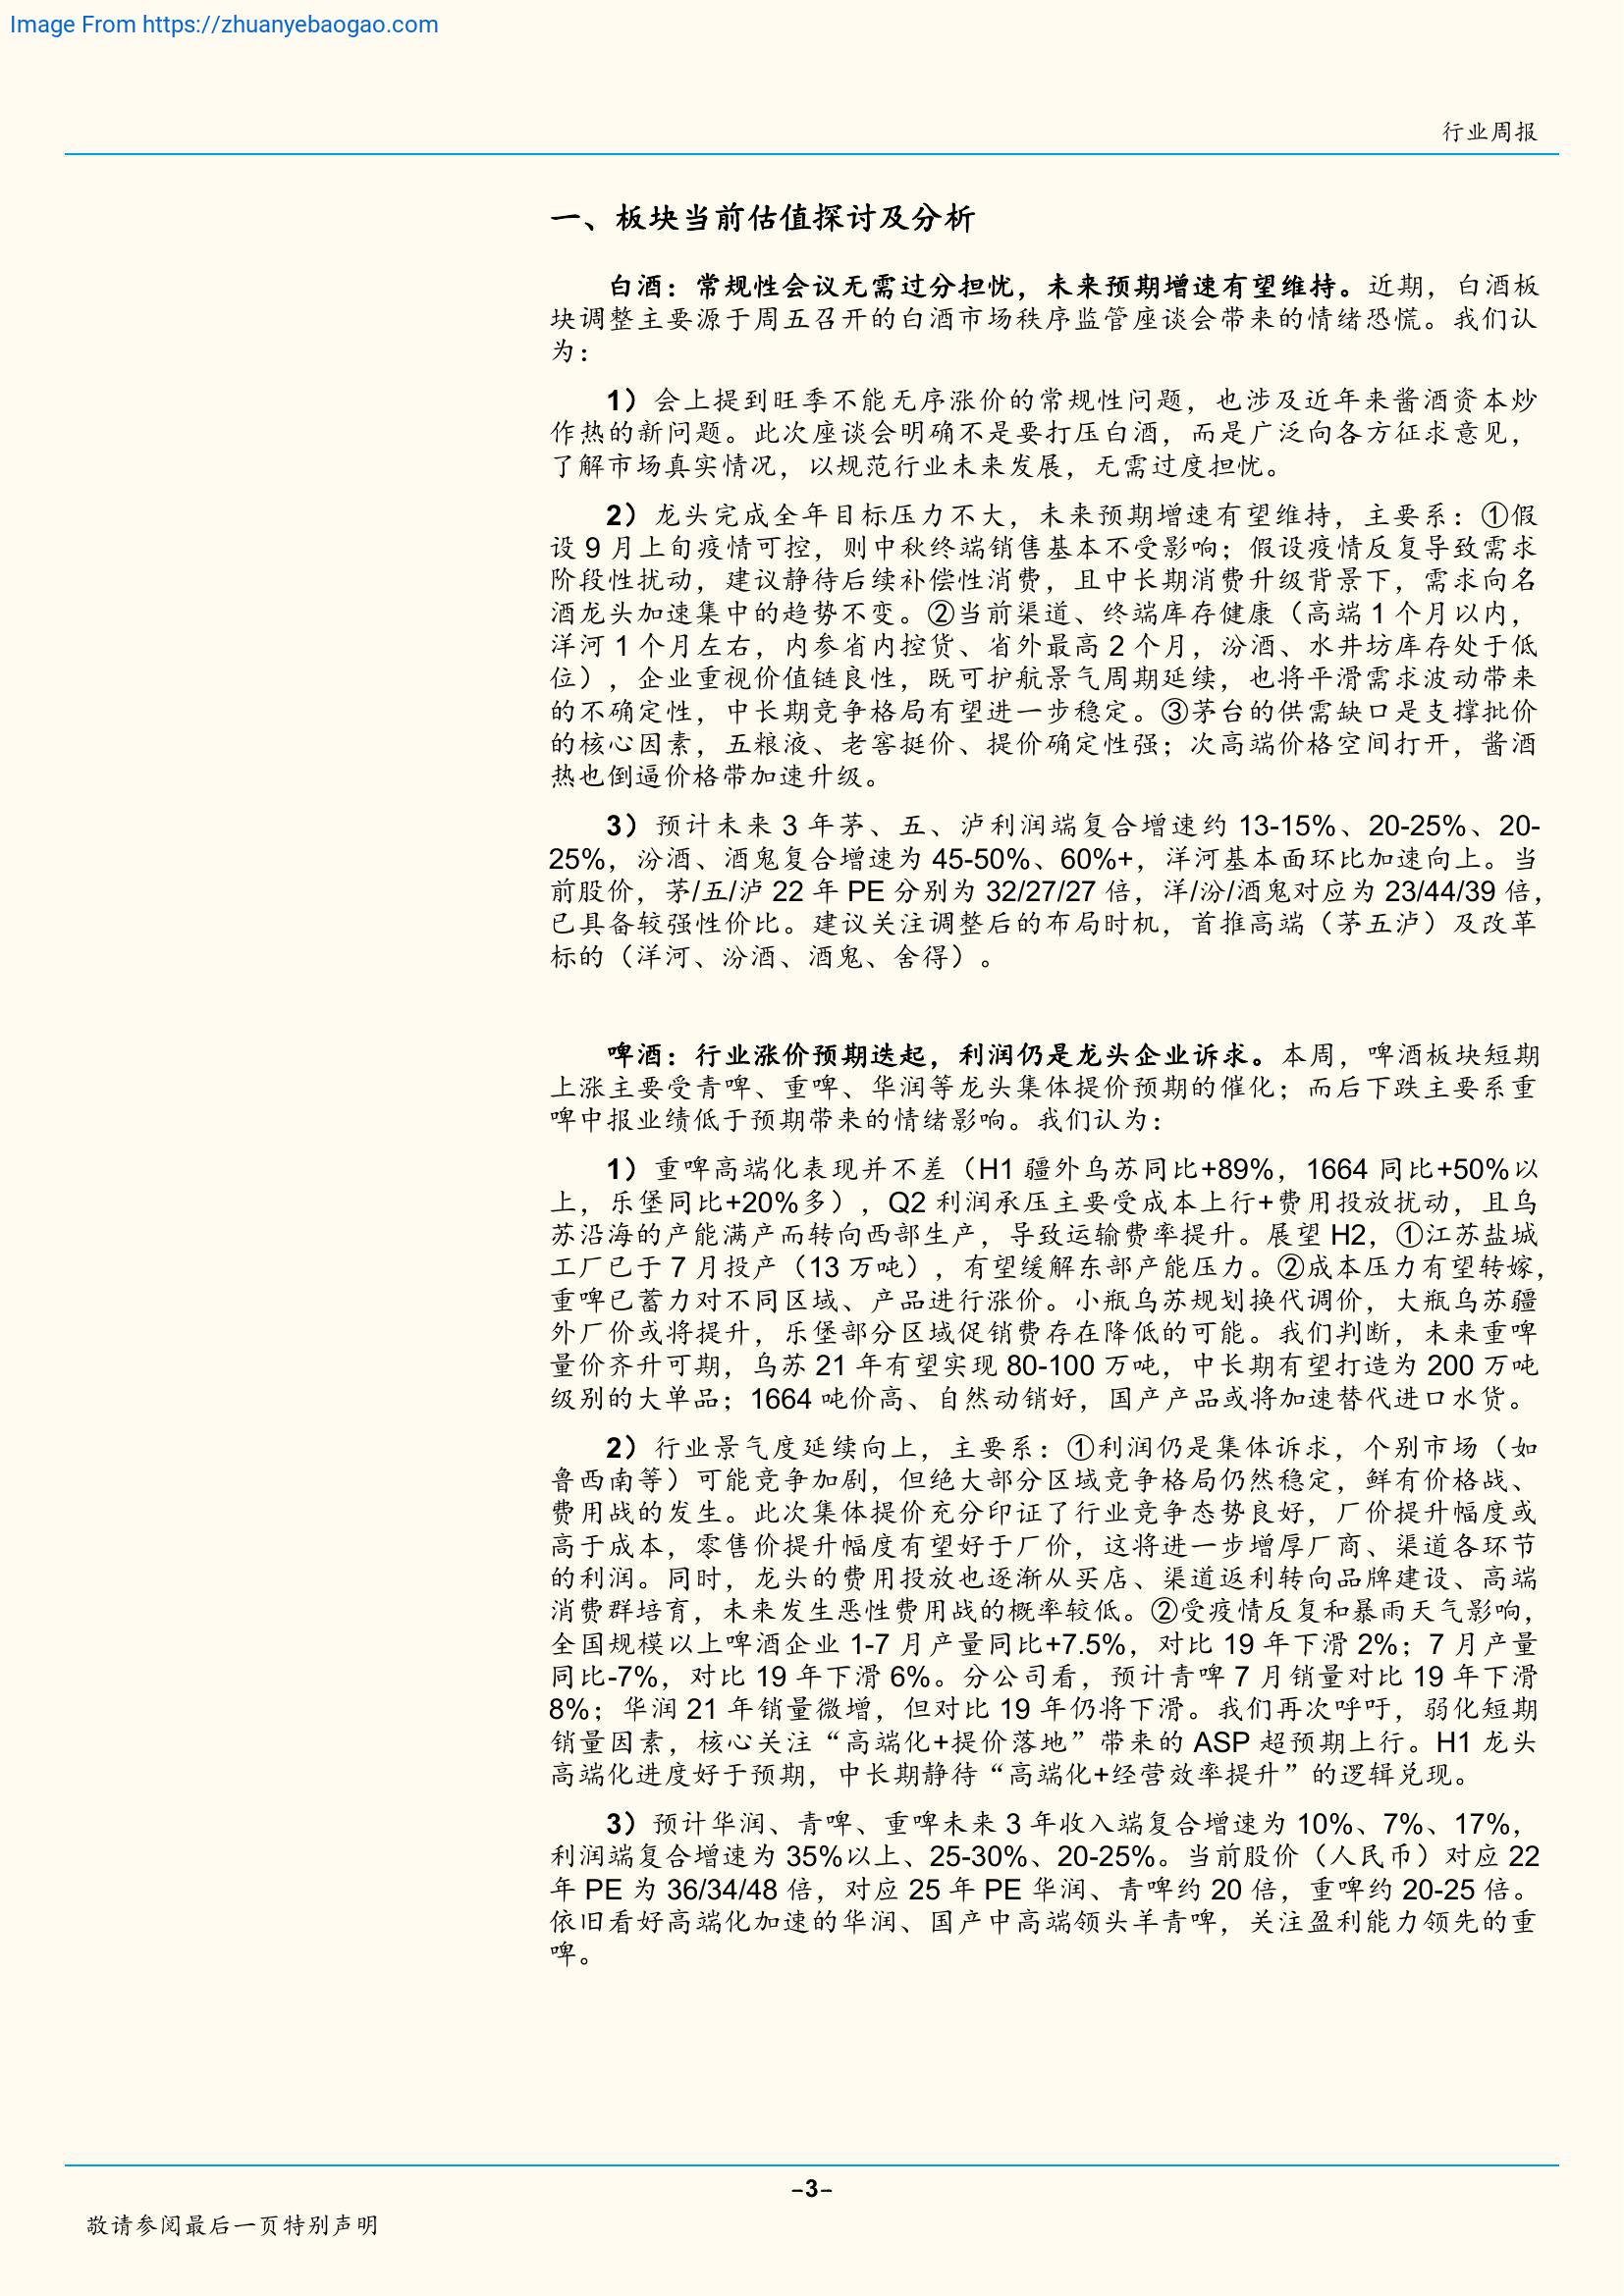 Image From https://zhuanyebaogao.com
行业周报
一、板块当前估值探讨及分析
白酒：常规性会议无需过分担忧，未来预期增速有望维持。近期，白酒板
块调整主要源于周五召开的白酒市场秩序监管座谈会带来的情绪恐慌。我们认
为：
1）会上提到旺季不能无序涨价的常规性问题，也涉及近年来酱酒资本炒
作热的新问题。此次座谈会明确不是要打压白酒，而是广泛向各方征求意见，
了解市场真实情况，以规范行业未来发展，无需过度担忧。
2）龙头完成全年目标压力不大，未来预期增速有望维持，主要系：①假
设 9 月上旬疫情可控，则中秋终端销售基本不受影响；假设疫情反复导致需求
阶段性扰动，建议静待后续补偿性消费，且中长期消费升级背景下，需求向名
酒龙头加速集中的趋势不变。②当前渠道、终端库存健康（高端 1 个月以内，
洋河 1 个月左右，内参省内控货、省外最高 2 个月，汾酒、水井坊库存处于低
位），企业重视价值链良性，既可护航景气周期延续，也将平滑需求波动带来
的不确定性，中长期竞争格局有望进一步稳定。③茅台的供需缺口是支撑批价
的核心因素，五粮液、老窖挺价、提价确定性强；次高端价格空间打开，酱酒
热也倒逼价格带加速升级。
3）预计未来 3 年茅、五、泸利润端复合增速约 13-15%、20-25%、20-
25%，汾酒、酒鬼复合增速为 45-50%、60%+，洋河基本面环比加速向上。当
前股价，茅/五/泸 22 年 PE 分别为 32/27/27 倍，洋/汾/酒鬼对应为 23/44/39 倍，
已具备较强性价比。建议关注调整后的布局时机，首推高端（茅五泸）及改革
标的（洋河、汾酒、酒鬼、舍得）。
啤酒：行业涨价预期迭起，利润仍是龙头企业诉求。本周，啤酒板块短期
上涨主要受青啤、重啤、华润等龙头集体提价预期的催化；而后下跌主要系重
啤中报业绩低于预期带来的情绪影响。我们认为：
1）重啤高端化表现并不差（H1 疆外乌苏同比+89%，1664 同比+50%以
上，乐堡同比+20%多），Q2 利润承压主要受成本上行+费用投放扰动，且乌
苏沿海的产能满产而转向西部生产，导致运输费率提升。展望 H2，①江苏盐城
工厂已于 7 月投产（13 万吨），有望缓解东部产能压力。②成本压力有望转嫁，
重啤已蓄力对不同区域、产品进行涨价。小瓶乌苏规划换代调价，大瓶乌苏疆
外厂价或将提升，乐堡部分区域促销费存在降低的可能。我们判断，未来重啤
量价齐升可期，乌苏 21 年有望实现 80-100 万吨，中长期有望打造为 200 万吨
级别的大单品；1664 吨价高、自然动销好，国产产品或将加速替代进口水货。
2）行业景气度延续向上，主要系：①利润仍是集体诉求，个别市场（如
鲁西南等）可能竞争加剧，但绝大部分区域竞争格局仍然稳定，鲜有价格战、
费用战的发生。此次集体提价充分印证了行业竞争态势良好，厂价提升幅度或
高于成本，零售价提升幅度有望好于厂价，这将进一步增厚厂商、渠道各环节
的利润。同时，龙头的费用投放也逐渐从买店、渠道返利转向品牌建设、高端
消费群培育，未来发生恶性费用战的概率较低。②受疫情反复和暴雨天气影响，
全国规模以上啤酒企业 1-7 月产量同比+7.5%，对比 19 年下滑 2%；7 月产量
同比-7%，对比 19 年下滑 6%。分公司看，预计青啤 7 月销量对比 19 年下滑
8%；华润 21 年销量微增，但对比 19 年仍将下滑。我们再次呼吁，弱化短期
销量因素，核心关注“高端化+提价落地”带来的 ASP 超预期上行。H1 龙头
高端化进度好于预期，中长期静待“高端化+经营效率提升”的逻辑兑现。
3）预计华润、青啤、重啤未来 3 年收入端复合增速为 10%、7%、17%，
利润端复合增速为 35%以上、25-30%、20-25%。当前股价（人民币）对应 22
年 PE 为 36/34/48 倍，对应 25 年 PE 华润、青啤约 20 倍，重啤约 20-25 倍。
依旧看好高端化加速的华润、国产中高端领头羊青啤，关注盈利能力领先的重
啤。
-3-
敬请参阅最后一页特别声明